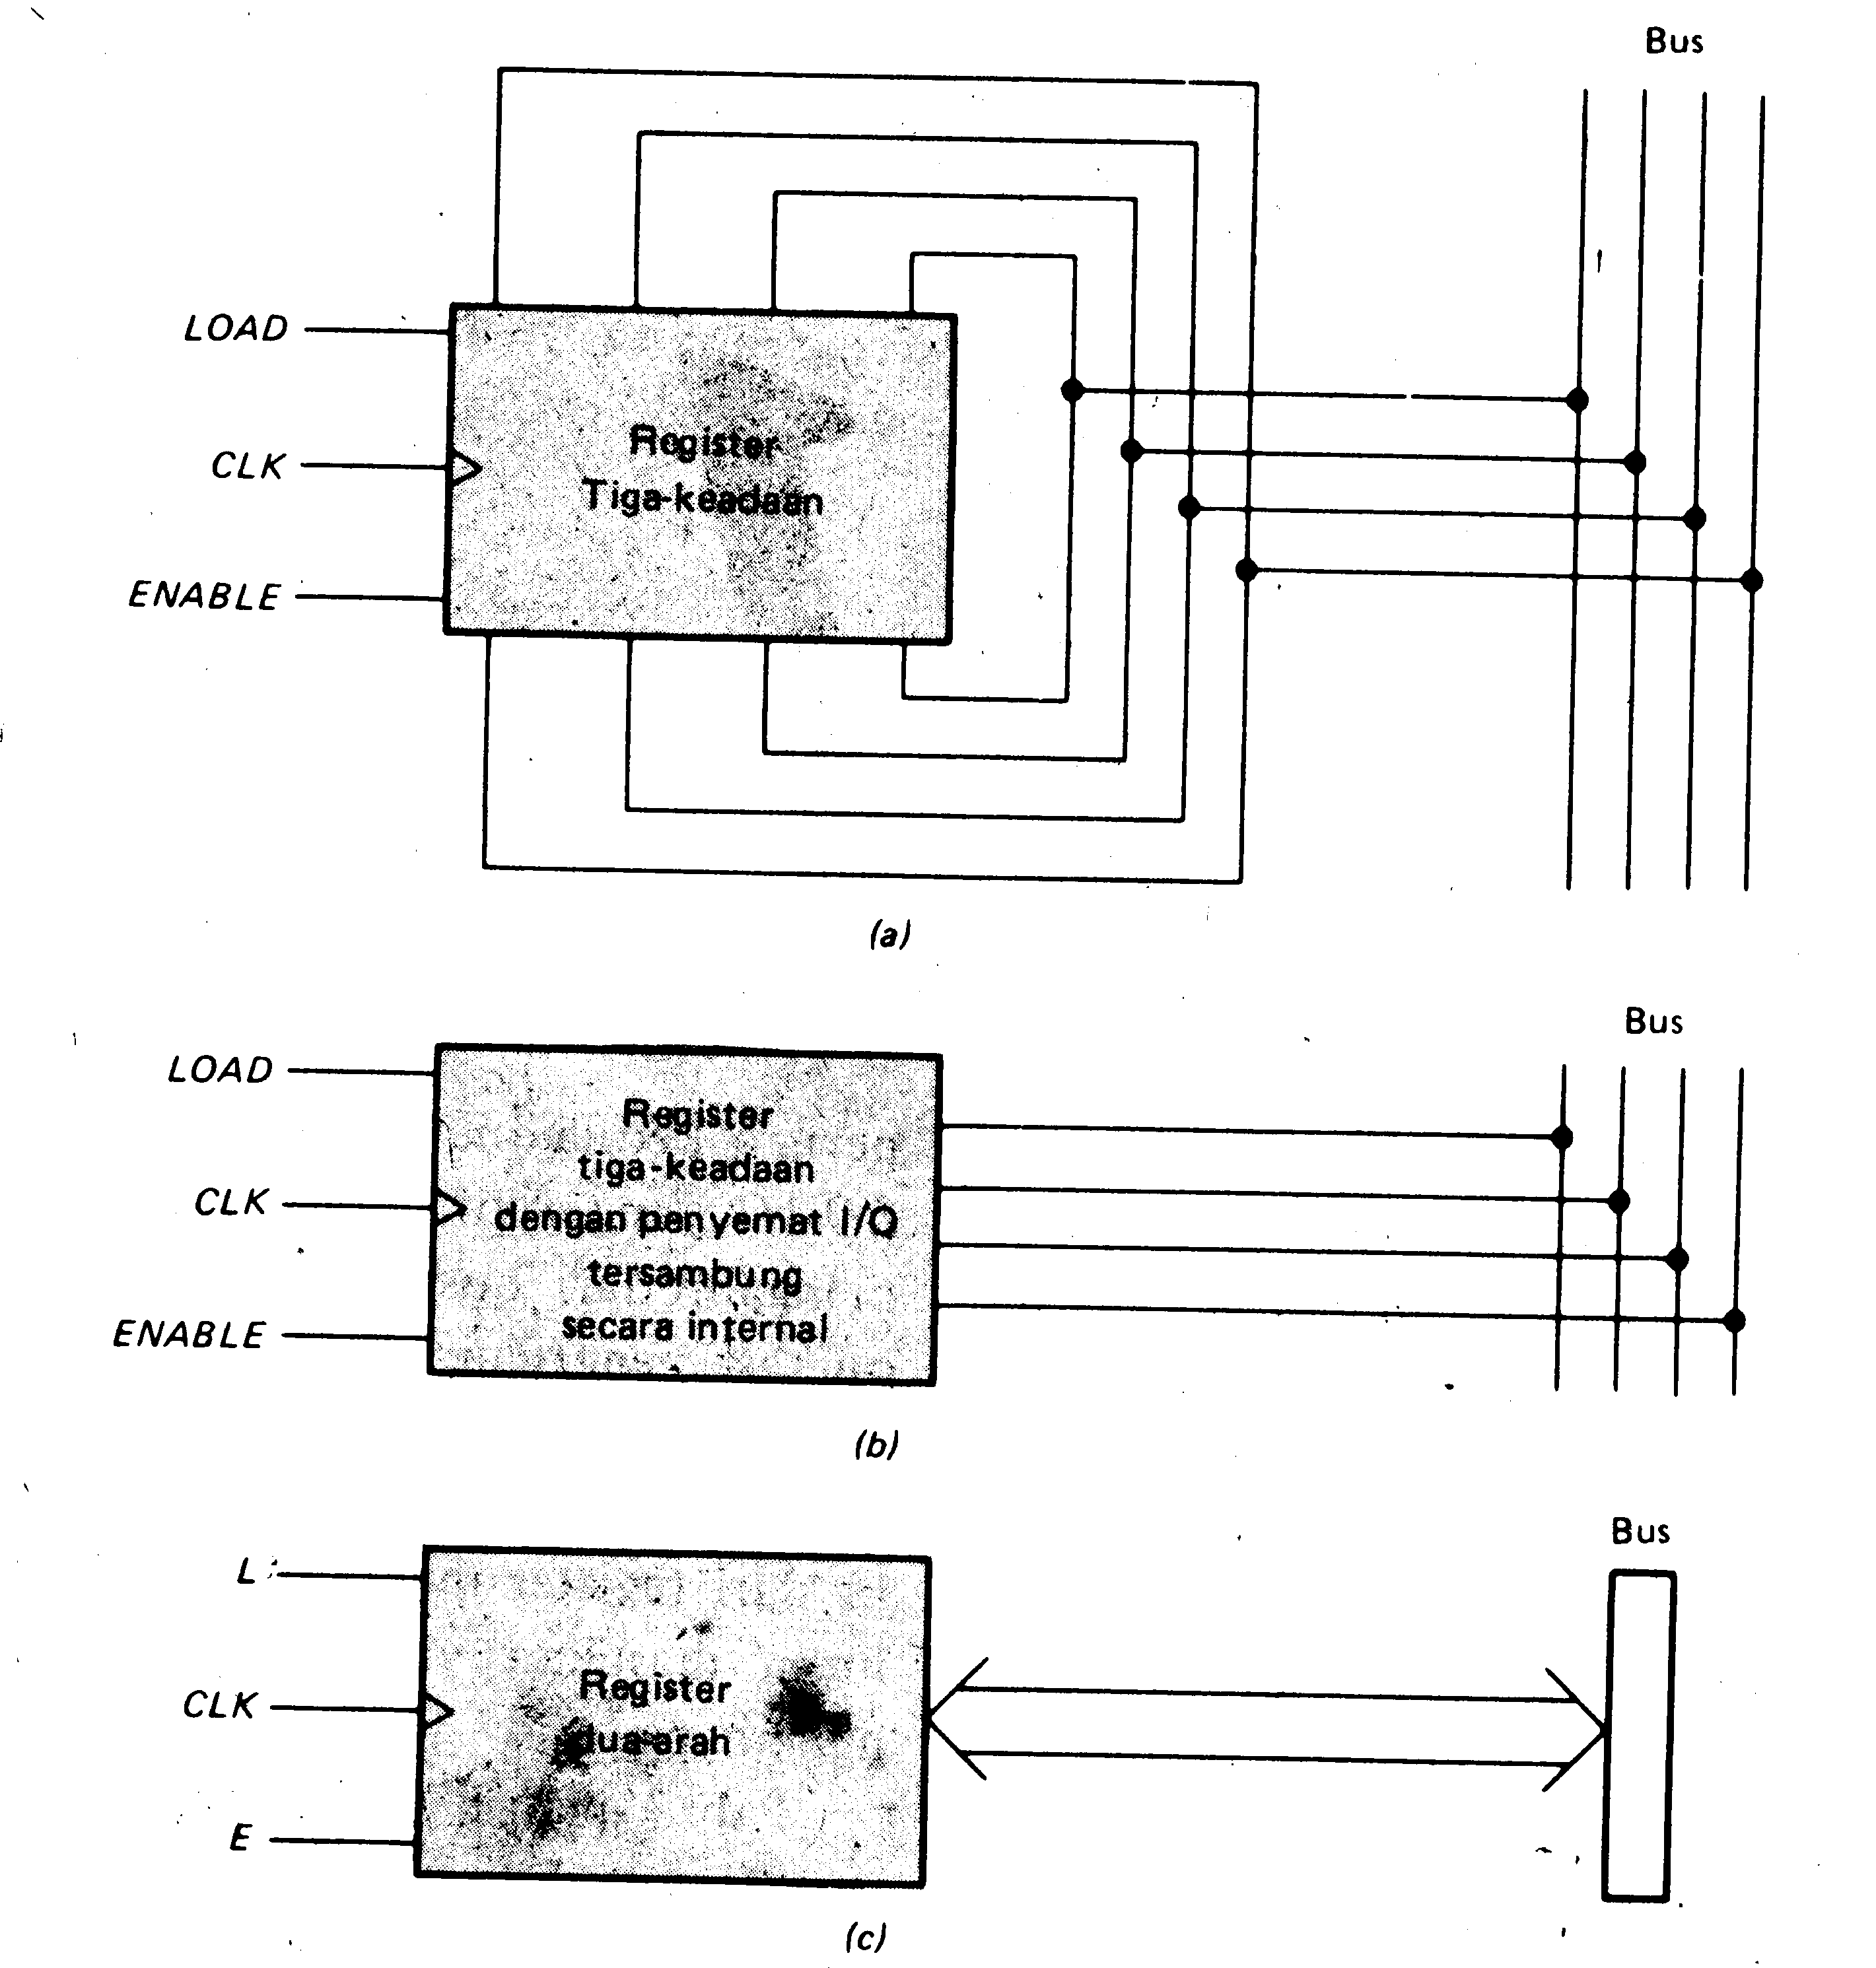 Bus
LOAD
CLK
ENABLE
Register
Tiga-keadaan
(a)
Bus
LOAD
CLK
ENABLE
Register
tiga-keadaan
dengan penyemat I/Q
tersambung
secara internal
(b)
Bus
L
CLK
E
Register
dua-arah
(c)